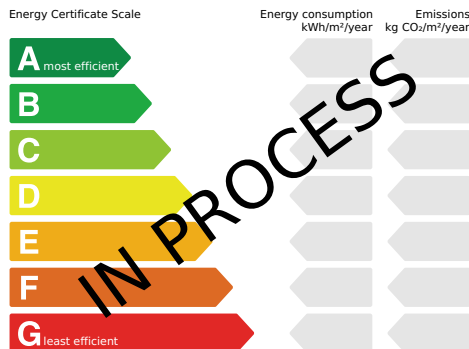 Energy Certificate Scale
Energy consumption
kWh/m²/year
Emissions
kg CO₂/m²/year
A most efficient
B
C
D
E
F
G least efficient
IN PROCESS